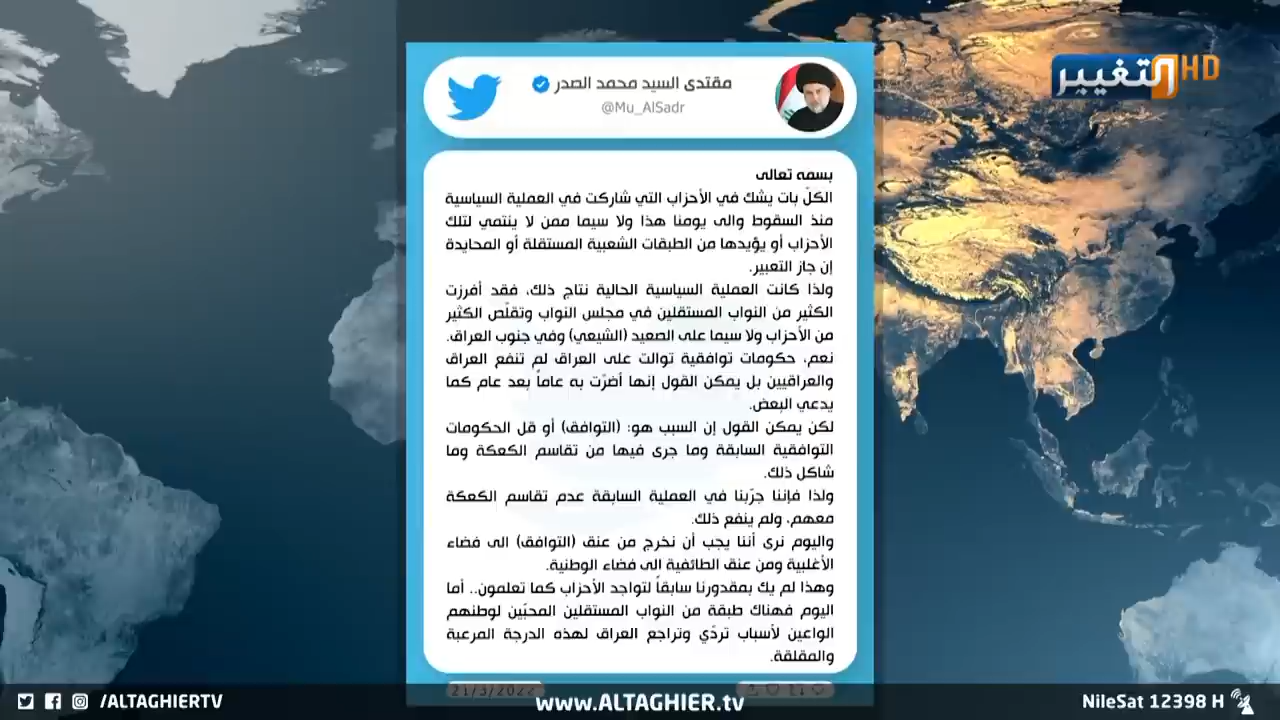 التغيير HD
مقتدى السيد محمد الصدر
@Mu_AlSadr
بسمه تعالى
الكلّ بات يشك في الأحزاب التي شاركت في العملية السياسية
منذ السقوط والى يومنا هذا ولا سيما ممن لا ينتمي لتلك
الأحزاب أو يؤيدها من الطبقات الشعبية المستقلة أو المحايدة
إن جاز التعبير.
ولذا كانت العملية السياسية الحالية نتاج ذلك، فقد أفرزت
الكثير من النواب المستقلين في مجلس النواب وتقلّص الكثير
من الأحزاب ولا سيما على الصعيد (الشيعي) وفي جنوب العراق.
نعم، حكومات توافقية توالت على العراق لم تنفع العراق
والعراقيين بل يمكن القول إنها أضرّت به عاماً بعد عام كما
يدعي البعض.
لكن يمكن القول إن السبب هو: (التوافق) أو قل الحكومات
التوافقية السابقة وما جرى فيها من تقاسم الكعكة وما
شاكل ذلك.
ولذا فإننا جرّبنا في العملية السابقة عدم تقاسم الكعكة
معهم، ولم ينفع ذلك.
واليوم نرى أننا يجب أن نخرج من عنق (التوافق) الى فضاء
الأغلبية ومن عنق الطائفية الى فضاء الوطنية.
وهذا لم يك بمقدورنا سابقاً لتواجد الأحزاب كما تعلمون.. أما
اليوم فهناك طبقة من النواب المستقلين المحبّين لوطنهم
الواعين لأسباب تردّي وتراجع العراق لهذه الدرجة المرعبة
والمقلقة.
21/3/2022
/ALTAGHIERTV
www.ALTAGHIER.tv
NileSat 12398 H